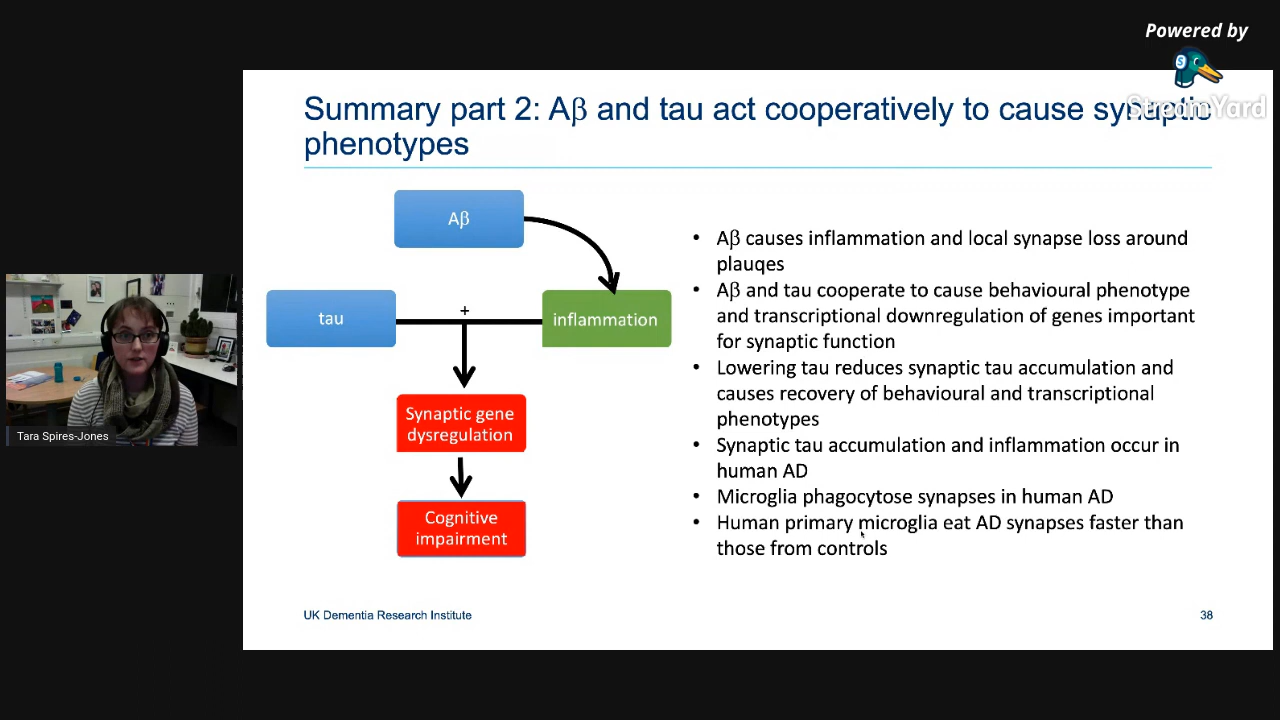 Powered by
StreamYard
Summary part 2: Aβ and tau act cooperatively to cause synaptic
phenotypes
Aβ
tau
+
inflammation
Synaptic gene
dysregulation
Cognitive
impairment
• Aβ causes inflammation and local synapse loss around
plauqes
• Aβ and tau cooperate to cause behavioural phenotype
and transcriptional downregulation of genes important
for synaptic function
• Lowering tau reduces synaptic tau accumulation and
causes recovery of behavioural and transcriptional
phenotypes
• Synaptic tau accumulation and inflammation occur in
human AD
• Microglia phagocytose synapses in human AD
• Human primary microglia eat AD synapses faster than
those from controls
Tara Spires-Jones
UK Dementia Research Institute
38